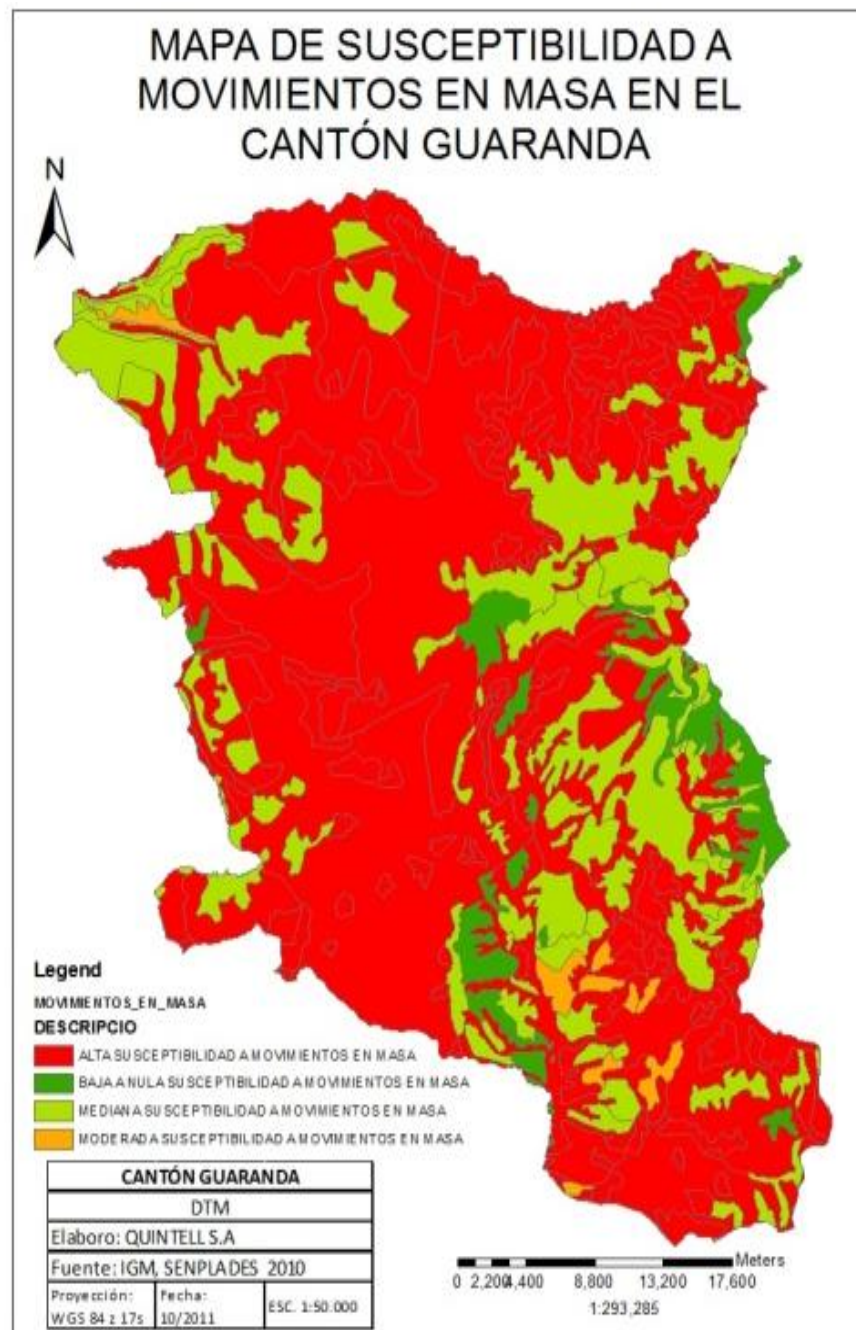 MAPA DE SUSCEPTIBILIDAD A
MOVIMIENTOS EN MASA EN EL
CANTÓN GUARANDA
N
Legend
MOVIMIENTOS_EN_MASA
DESCRIPCIO
ALTA SUSCEPTIBILIDAD A MOVIMIENTOS EN MASA
BAJA A NULA SUSCEPTIBILIDAD A MOVIMIENTOS EN MASA
MEDIANA SUSCEPTIBILIDAD A MOVIMIENTOS EN MASA
MODERADA SUSCEPTIBILIDAD A MOVIMIENTOS EN MASA
CANTÓN GUARANDA
DTM
Elaboro: QUINTELL S.A
Fuente: IGM, SENPLADES 2010
Proyección:
WGS 84 z 17s
Fecha:
10/2011
ESC. 1:50.000
Meters
0 2,200 4,400 8,800 13,200 17,600
1:293,285